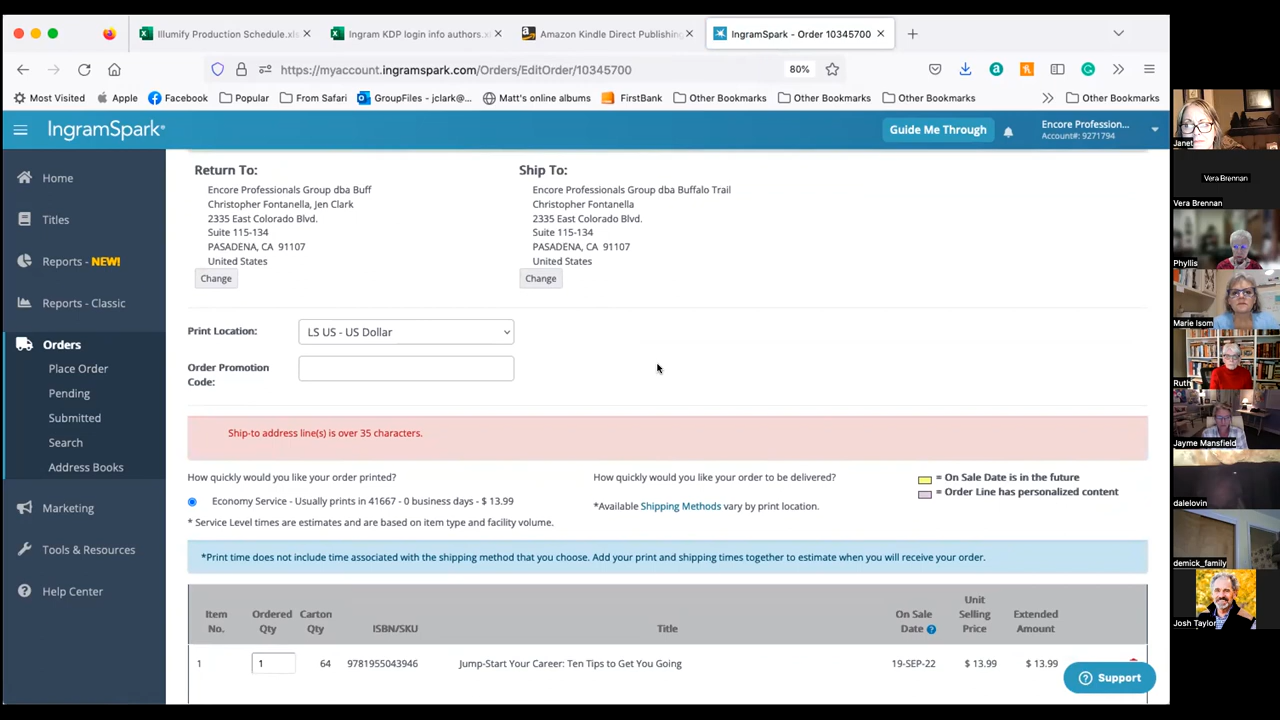 Illumify Production Schedule.xls
Ingram KDP login info authors.x
Amazon Kindle Direct Publishing
IngramSpark - Order 10345700
https://myaccount.ingramspark.com/Orders/EditOrder/10345700
80%
Most Visited
Apple
Facebook
Popular
From Safari
GroupFiles - jclark@...
Matt's online albums
FirstBank
Other Bookmarks
Other Bookmarks
Other Bookmarks
Other Bookmarks
IngramSpark®
Guide Me Through
Encore Profession...
Account#: 9271794
Home
Titles
Reports - NEW!
Reports - Classic
Orders
Place Order
Pending
Submitted
Search
Address Books
Marketing
Tools & Resources
Help Center
Return To:
Encore Professionals Group dba Buff
Christopher Fontanella, Jen Clark
2335 East Colorado Blvd.
Suite 115-134
PASADENA, CA 91107
United States
Change
Ship To:
Encore Professionals Group dba Buffalo Trail
Christopher Fontanella
2335 East Colorado Blvd.
Suite 115-134
PASADENA, CA 91107
United States
Change
Print Location:
LS US - US Dollar
Order Promotion
Code:
Ship-to address line(s) is over 35 characters.
How quickly would you like your order printed?
Economy Service - Usually prints in 41667 - 0 business days - $ 13.99
* Service Level times are estimates and are based on item type and facility volume.
How quickly would you like your order to be delivered?
*Available Shipping Methods vary by print location.
= On Sale Date is in the future
= Order Line has personalized content
*Print time does not include time associated with the shipping method that you choose. Add your print and shipping times together to estimate when you will receive your order.
Item No.
Ordered Qty
Carton Qty
ISBN/SKU
Title
On Sale Date
Unit Selling Price
Extended Amount
1
1
64
9781955043946
Jump-Start Your Career: Ten Tips to Get You Going
19-SEP-22
$ 13.99
$ 13.99
Support
Janet
Vera Brennan
Vera Brennan
Phyllis
Marie Isom
Ruth
Jayme Mansfield
dalelovin
demick_family
Josh Taylor